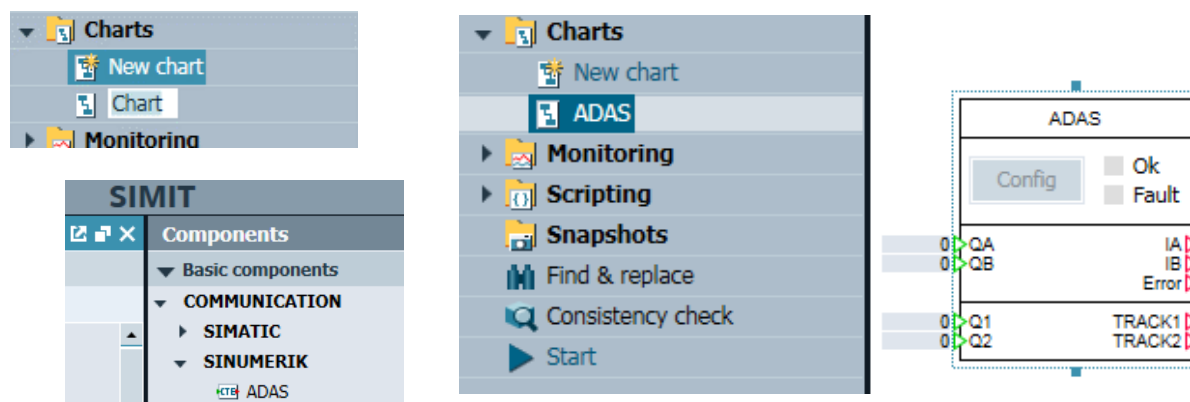 Charts
New chart
Chart
Monitoring
SIMIT
Components
Basic components
COMMUNICATION
SIMATIC
SINUMERIK
CTB ADAS
Charts
New chart
ADAS
Monitoring
Scripting
Snapshots
Find & replace
Consistency check
Start
ADAS
Config
Ok
Fault
0 QA IA
0 QB IB
Error
0 Q1 TRACK1
0 Q2 TRACK2